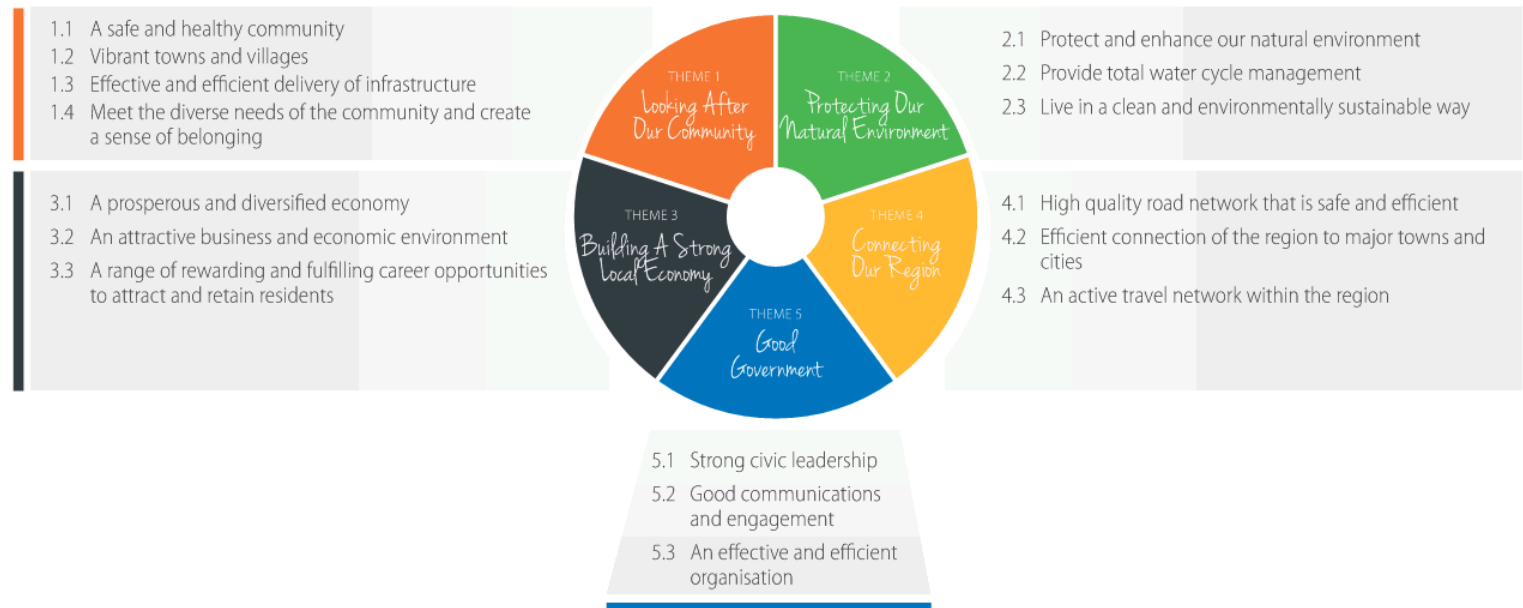 1.1 A safe and healthy community
1.2 Vibrant towns and villages
1.3 Effective and efficient delivery of infrastructure
1.4 Meet the diverse needs of the community and create
a sense of belonging
THEME 1
Looking After
Our Community
THEME 2
Protecting Our
Natural Environment
2.1 Protect and enhance our natural environment
2.2 Provide total water cycle management
2.3 Live in a clean and environmentally sustainable way
3.1 A prosperous and diversified economy
3.2 An attractive business and economic environment
3.3 A range of rewarding and fulfilling career opportunities
to attract and retain residents
THEME 3
Building A Strong
Local Economy
THEME 4
Connecting
Our Region
4.1 High quality road network that is safe and efficient
4.2 Efficient connection of the region to major towns and
cities
4.3 An active travel network within the region
THEME 5
Good
Government
5.1 Strong civic leadership
5.2 Good communications
and engagement
5.3 An effective and efficient
organisation